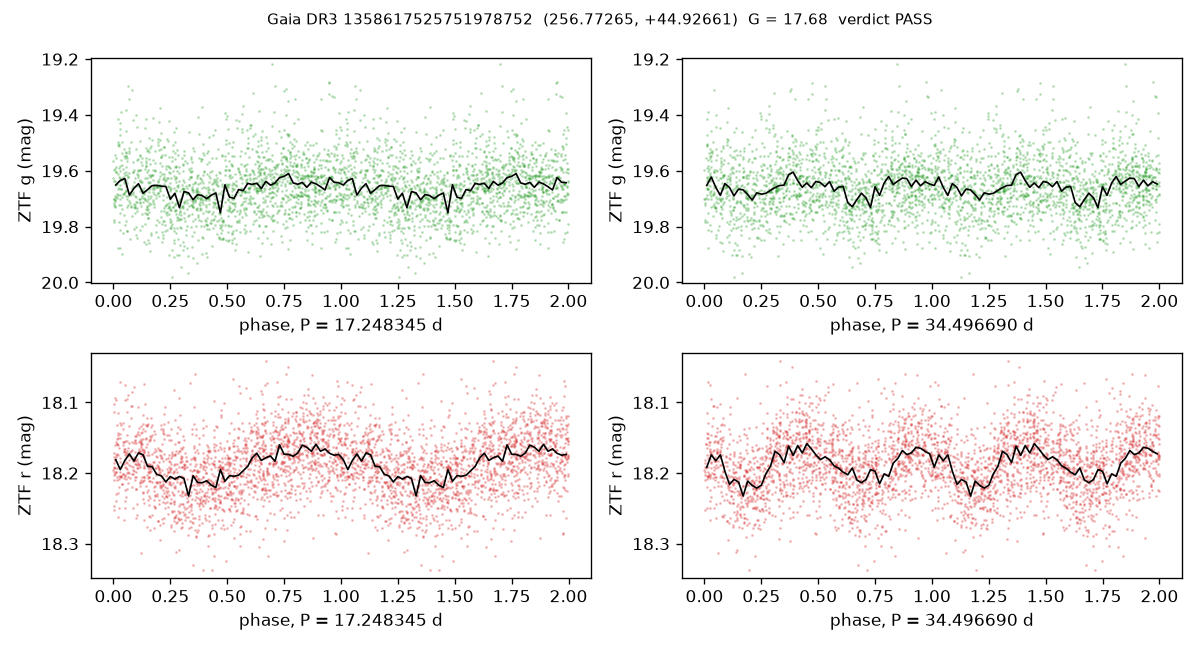 Gaia DR3 1358617525751978752  (256.77265, +44.92661)  G = 17.68  verdict PASS
19.2
19.4
19.6
19.8
20.0
ZTF g (mag)
0.00 0.25 0.50 0.75 1.00 1.25 1.50 1.75 2.00
phase, P = 17.248345 d
19.2
19.4
19.6
19.8
20.0
ZTF g (mag)
0.00 0.25 0.50 0.75 1.00 1.25 1.50 1.75 2.00
phase, P = 34.496690 d
18.1
18.2
18.3
ZTF r (mag)
0.00 0.25 0.50 0.75 1.00 1.25 1.50 1.75 2.00
phase, P = 17.248345 d
18.1
18.2
18.3
ZTF r (mag)
0.00 0.25 0.50 0.75 1.00 1.25 1.50 1.75 2.00
phase, P = 34.496690 d